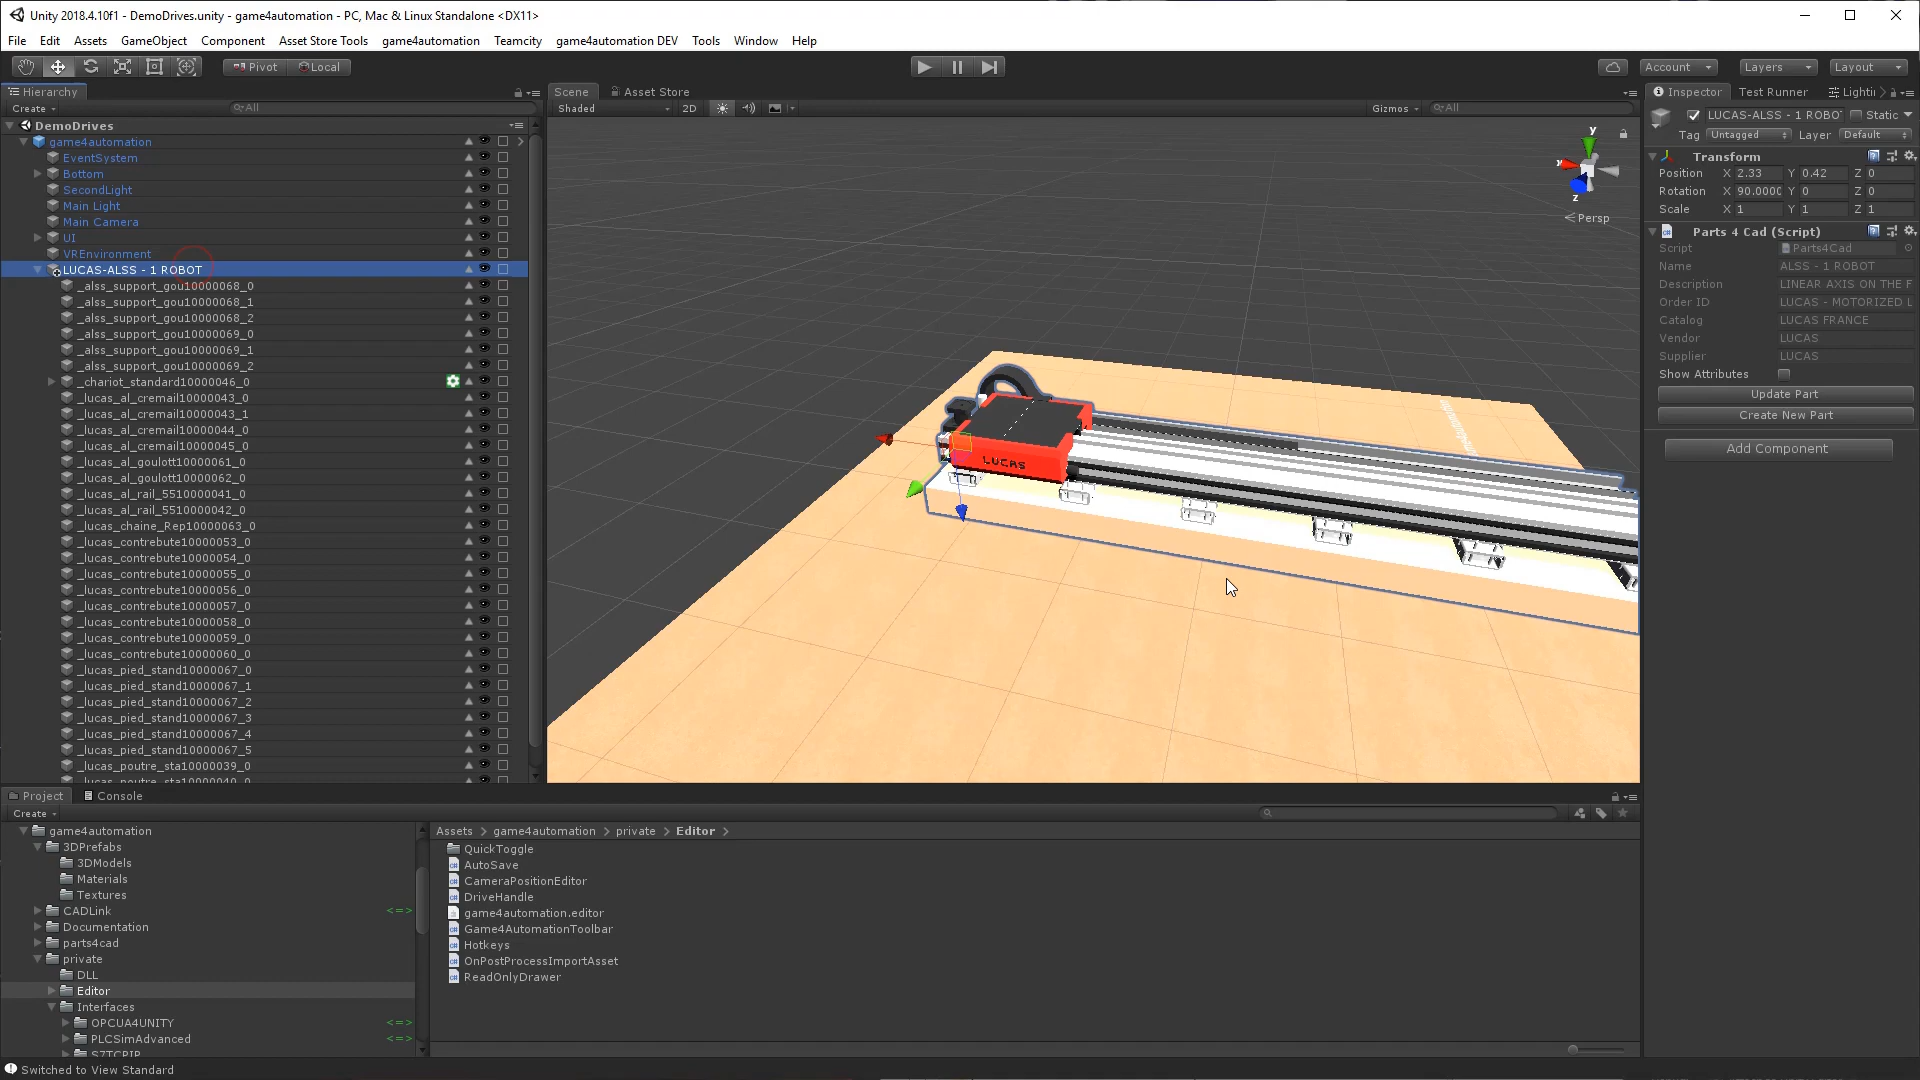 Unity 2018.4.10f1 - DemoDrives.unity - game4automation - PC, Mac & Linux Standalone <DX11>
File Edit Assets GameObject Component Asset Store Tools game4automation Teamcity game4automation DEV Tools Window Help
Pivot Local Account Layers Layout
Hierarchy Scene Asset Store Inspector Test Runner Lightin
Create All Shaded 2D Gizmos All
LUCAS-ALSS - 1 ROBO Static
Tag Untagged Layer Default
DemoDrives
game4automation
EventSystem
Bottom
SecondLight
Main Light
Main Camera
UI
VREnvironment
LUCAS-ALSS - 1 ROBOT
_alss_support_gou10000068_0
_alss_support_gou10000068_1
_alss_support_gou10000068_2
_alss_support_gou10000069_0
_alss_support_gou10000069_1
_alss_support_gou10000069_2
_chariot_standard10000046_0
_lucas_al_cremail10000043_0
_lucas_al_cremail10000043_1
_lucas_al_cremail10000044_0
_lucas_al_cremail10000045_0
_lucas_al_goulott10000061_0
_lucas_al_goulott10000062_0
_lucas_al_rail_5510000041_0
_lucas_al_rail_5510000042_0
_lucas_chaine_Rep10000063_0
_lucas_contrebute10000053_0
_lucas_contrebute10000054_0
_lucas_contrebute10000055_0
_lucas_contrebute10000056_0
_lucas_contrebute10000057_0
_lucas_contrebute10000058_0
_lucas_contrebute10000059_0
_lucas_contrebute10000060_0
_lucas_pied_stand10000067_0
_lucas_pied_stand10000067_1
_lucas_pied_stand10000067_2
_lucas_pied_stand10000067_3
_lucas_pied_stand10000067_4
_lucas_pied_stand10000067_5
_lucas_poutre_sta10000039_0
_lucas_poutre_sta10000040_0
y
z
Persp
LUCAS
Transform
Position X 2.33 Y 0.42 Z 0
Rotation X 90.0000 Y 0 Z 0
Scale X 1 Y 1 Z 1
Parts 4 Cad (Script)
Script Parts4Cad
Name ALSS - 1 ROBOT
Description LINEAR AXIS ON THE F
Order ID LUCAS - MOTORIZED L
Catalog LUCAS FRANCE
Vendor LUCAS
Supplier LUCAS
Show Attributes
Update Part
Create New Part
Add Component
Project Console
Create
game4automation
3DPrefabs
3DModels
Materials
Textures
CADLink <=>
Documentation
parts4cad
private
DLL
Editor
Interfaces
OPCUA4UNITY <=>
PLCSimAdvanced <=>
S7TCPIP
Assets > game4automation > private > Editor >
QuickToggle
AutoSave
CameraPositionEditor
DriveHandle
game4automation.editor
Game4AutomationToolbar
Hotkeys
OnPostProcessImportAsset
ReadOnlyDrawer
Switched to View Standard